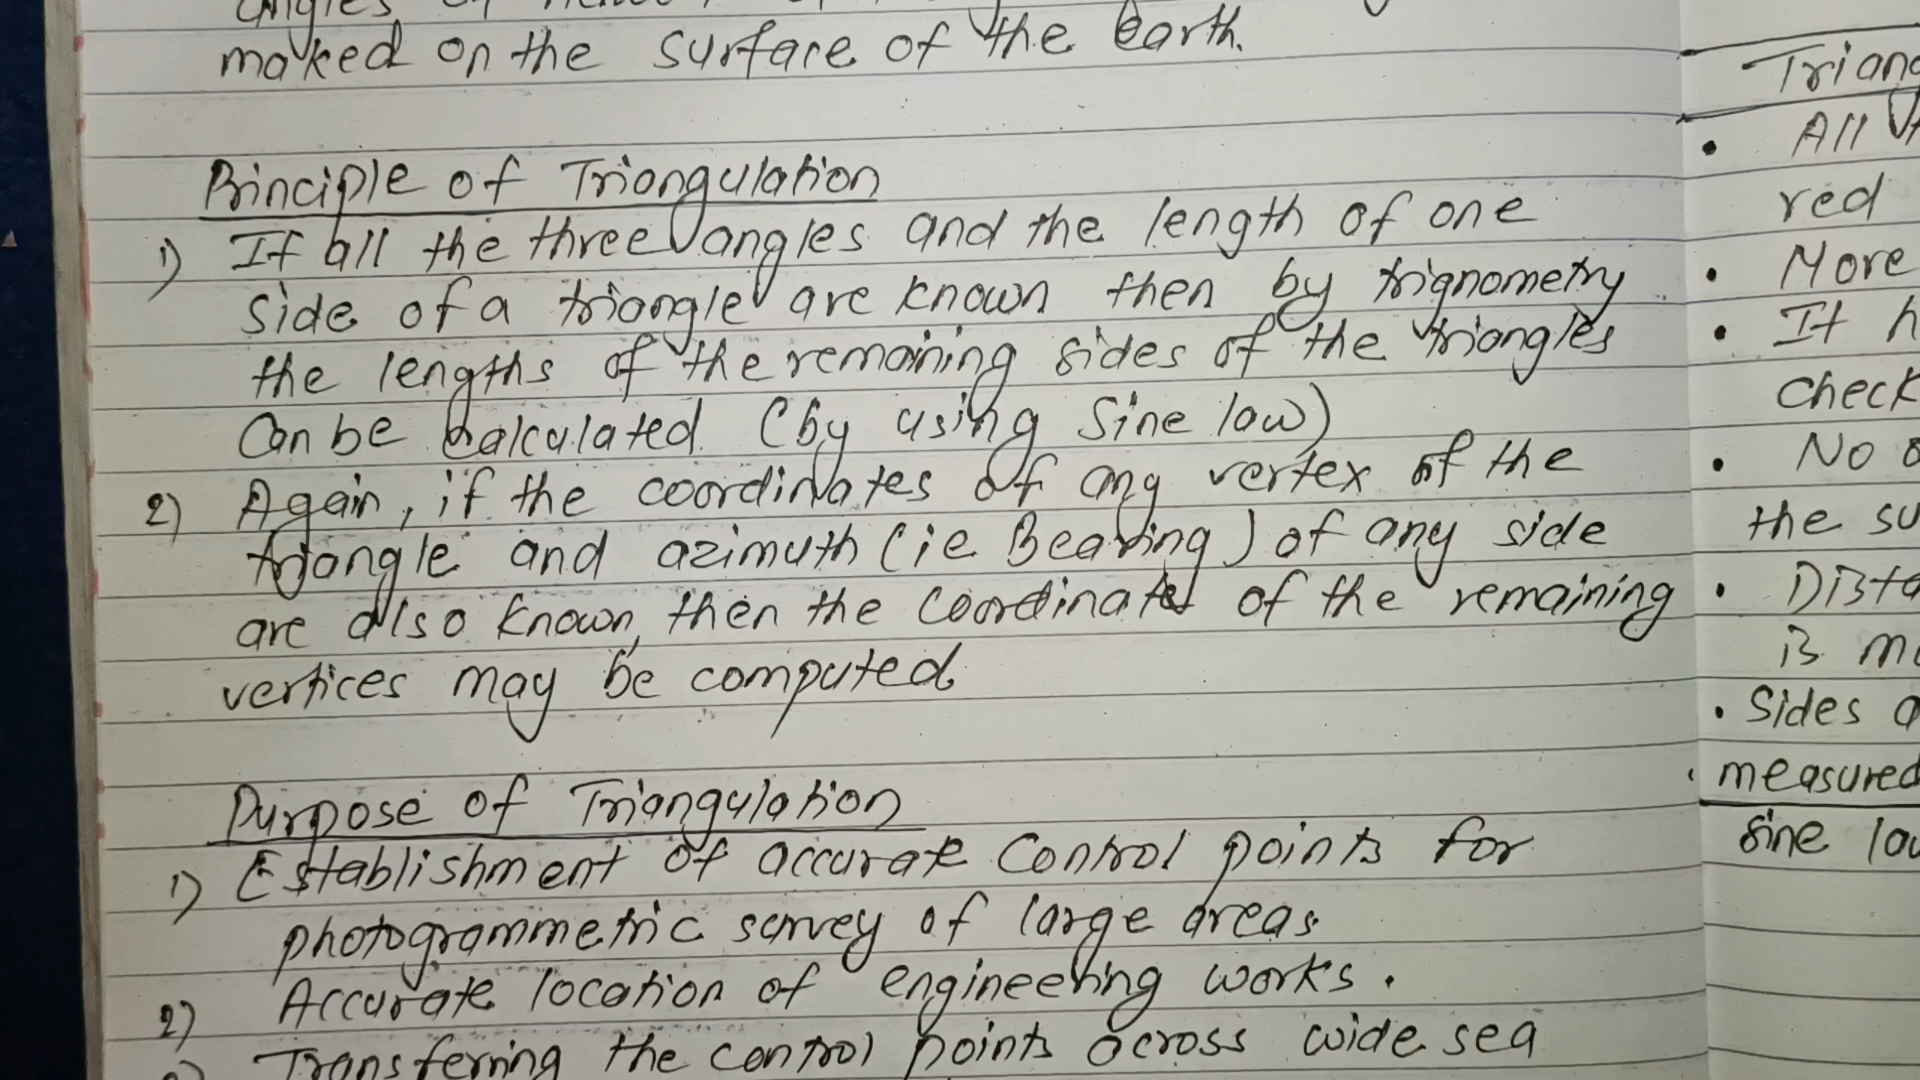 angles
maked on the surface of the Earth.
Principle of Triangulation
1) If all the three angles and the length of one
side of a triangle are known then by trignometry
the lengths of the remaining sides of the triangles
Can be calculated (by using Sine law)
2) Again, if the coordinates of any vertex of the
triangle and azimuth (ie Bearing) of any side
are also known, then the coordinates of the remaining
vertices may be computed.
Purpose of Triangulation
1) Establishment of accurate Control points for
photogrammetric survey of large areas.
2) Accurate location of engineering works.
Transferring the control points across wide sea
Triang
• All
red
• More
• It h
check
• No
the su
• Dista
is m
• Sides a
measured
sine law